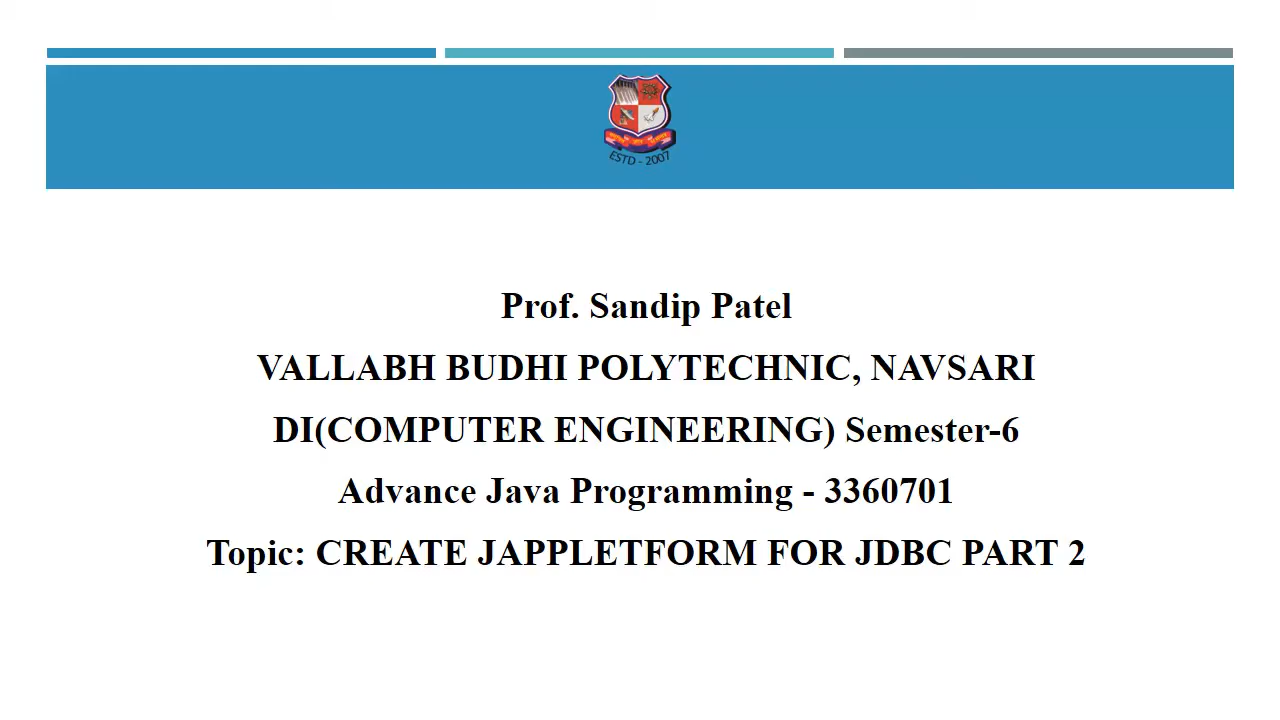 ESTD - 2007
Prof. Sandip Patel
VALLABH BUDHI POLYTECHNIC, NAVSARI
DI(COMPUTER ENGINEERING) Semester-6
Advance Java Programming - 3360701
Topic: CREATE JAPPLETFORM FOR JDBC PART 2